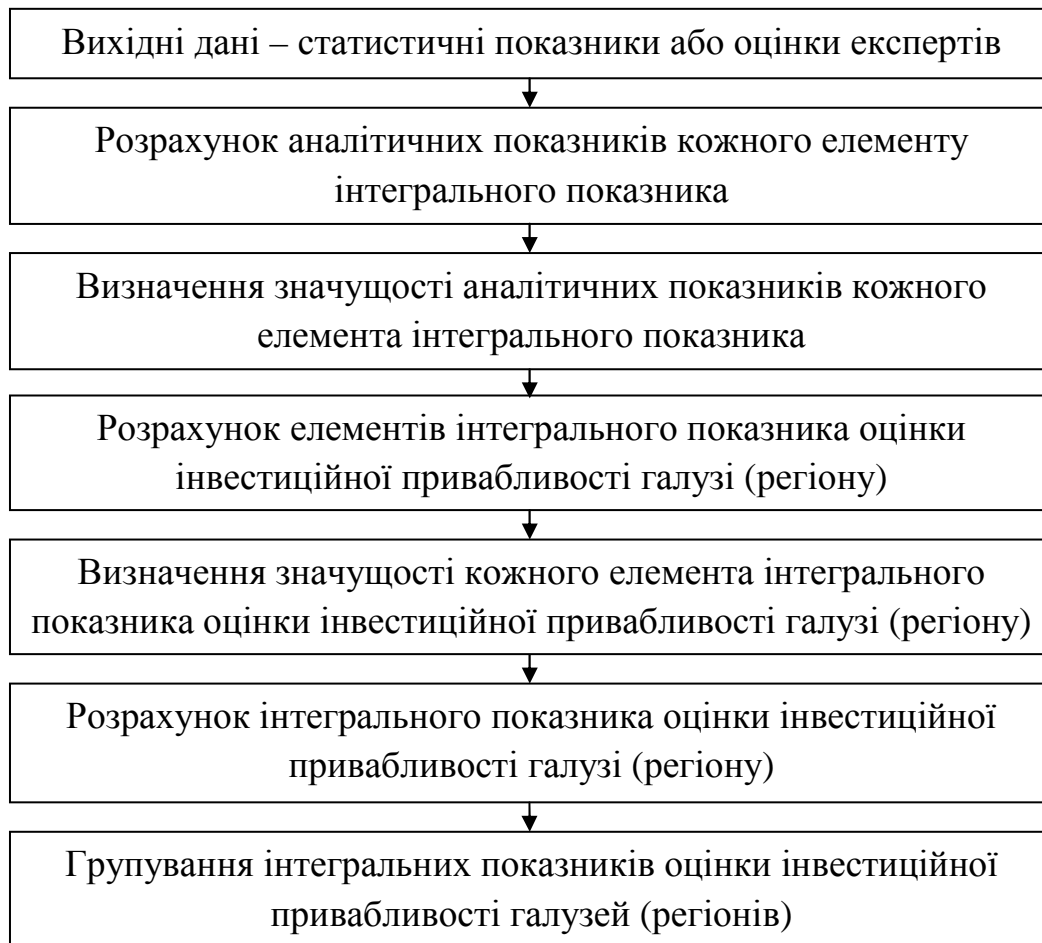 Вихідні дані – статистичні показники або оцінки експертів
Розрахунок аналітичних показників кожного елементу
інтегрального показника
Визначення значущості аналітичних показників кожного
елемента інтегрального показника
Розрахунок елементів інтегрального показника оцінки
інвестиційної привабливості галузі (регіону)
Визначення значущості кожного елемента інтегрального
показника оцінки інвестиційної привабливості галузі (регіону)
Розрахунок інтегрального показника оцінки інвестиційної
привабливості галузі (регіону)
Групування інтегральних показників оцінки інвестиційної
привабливості галузей (регіонів)